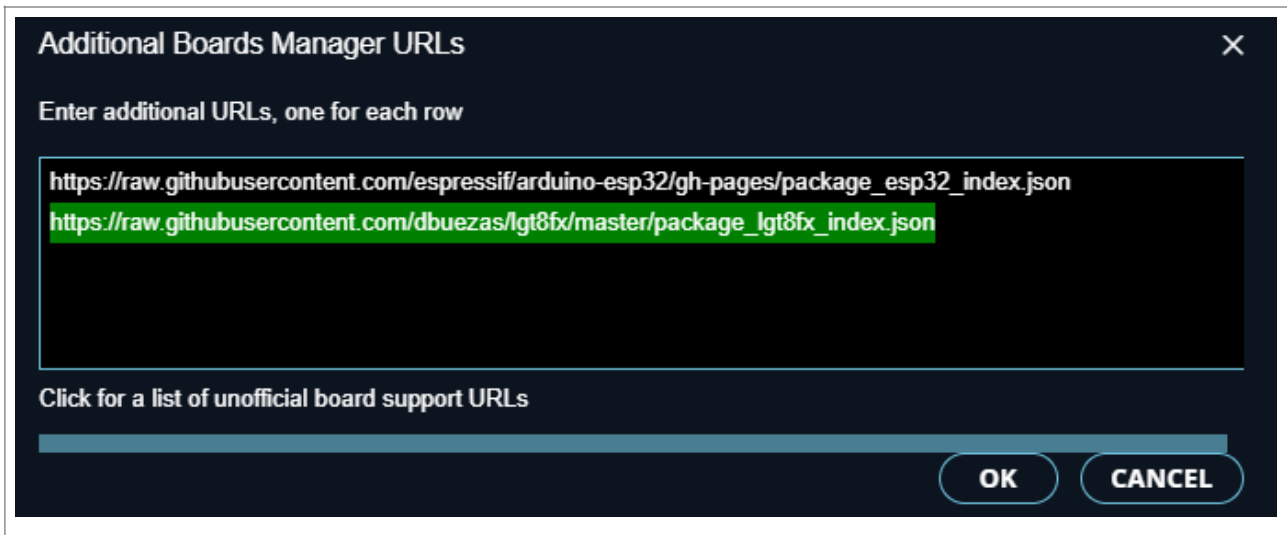 Additional Boards Manager URLs
Enter additional URLs, one for each row
https://raw.githubusercontent.com/espressif/arduino-esp32/gh-pages/package_esp32_index.json
https://raw.githubusercontent.com/dbuezas/lgt8fx/master/package_lgt8fx_index.json
Click for a list of unofficial board support URLs
OK
CANCEL